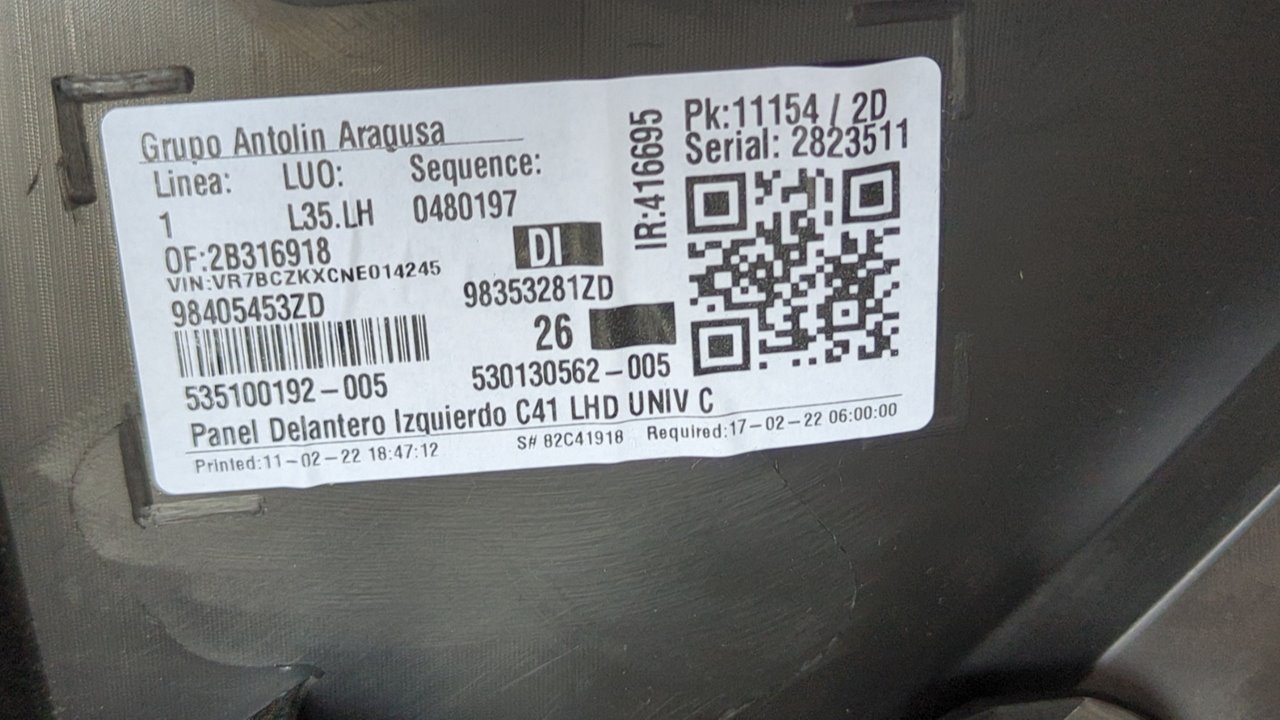 Grupo Antolin Aragusa
Linea: LUO: Sequence:
1 L35.LH 0480197
OF:2B316918 DI
VIN:VR7BCZKXCNE014245
98405453ZD 98353281ZD
26
535100192-005 530130562-005
Panel Delantero Izquierdo C41 LHD UNIV C
Printed:11-02-22 18:47:12 S# 82C41918 Required:17-02-22 06:00:00
IR:416695
Pk:11154 / 2D
Serial: 2823511